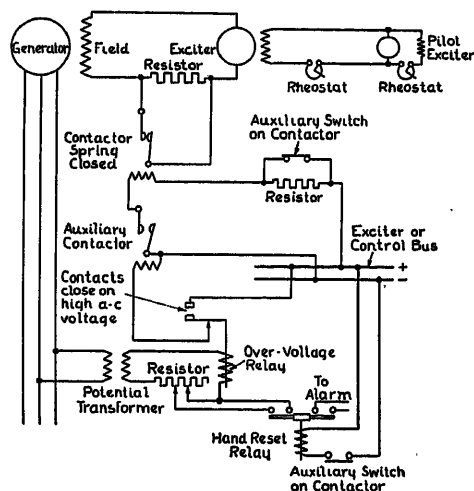 Generator
Field
Exciter
Resistor
Pilot
Exciter
Rheostat
Rheostat
Contactor
Spring
Closed
Auxiliary Switch
on Contactor
Resistor
Auxiliary
Contactor
Exciter or
Control Bus
+
−
Contacts
close on
high a-c
voltage
Over-Voltage
Relay
Resistor
Potential
Transformer
To
Alarm
Hand Reset
Relay
Auxiliary Switch
on Contactor